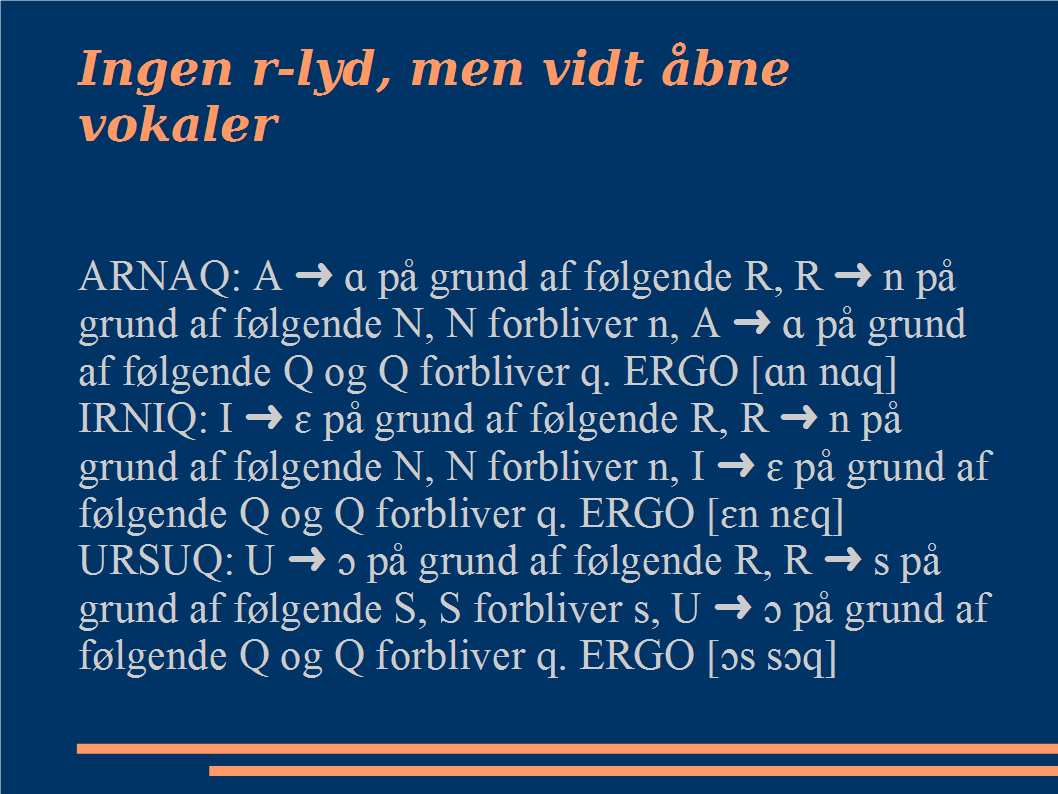 Ingen r-lyd, men vidt åbne
vokaler
ARNAQ: A ➜ ɑ på grund af følgende R, R ➜ n på
grund af følgende N, N forbliver n, A ➜ ɑ på grund
af følgende Q og Q forbliver q. ERGO [ɑn nɑq]
IRNIQ: I ➜ ɛ på grund af følgende R, R ➜ n på
grund af følgende N, N forbliver n, I ➜ ɛ på grund af
følgende Q og Q forbliver q. ERGO [ɛn nɛq]
URSUQ: U ➜ ɔ på grund af følgende R, R ➜ s på
grund af følgende S, S forbliver s, U ➜ ɔ på grund af
følgende Q og Q forbliver q. ERGO [ɔs sɔq]